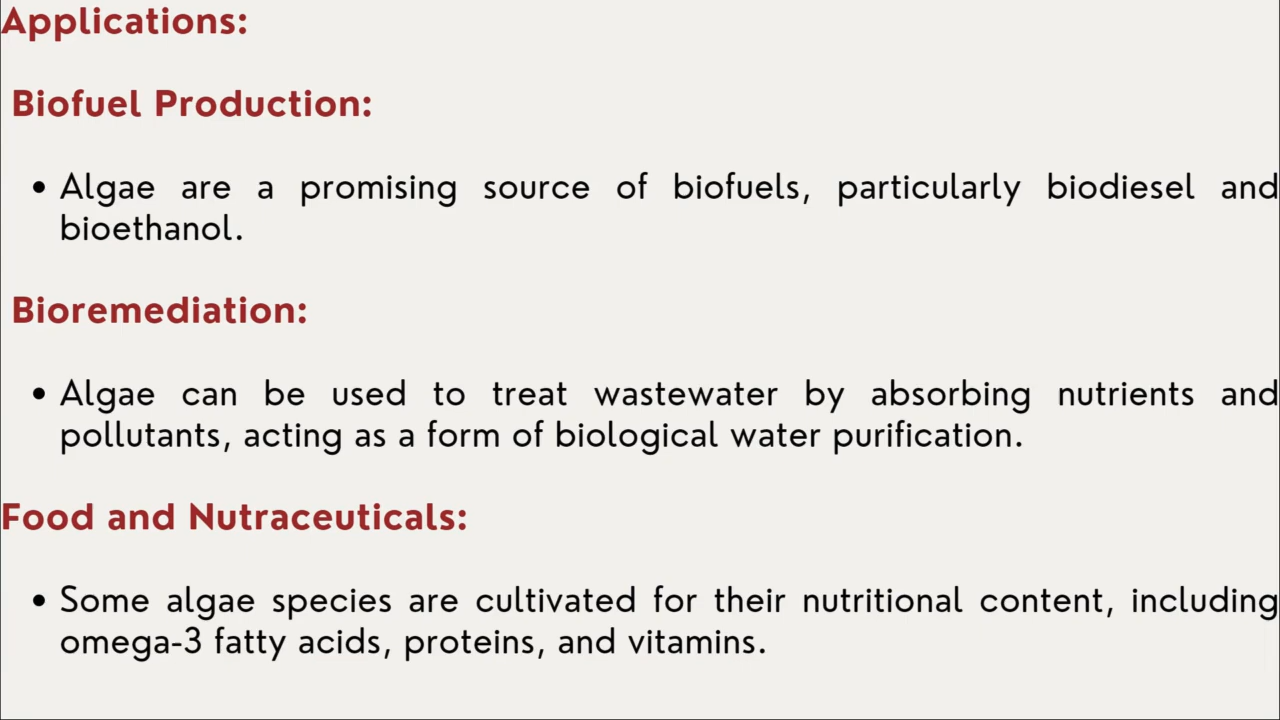 Applications:
Biofuel Production:
• Algae are a promising source of biofuels, particularly biodiesel and
bioethanol.
Bioremediation:
• Algae can be used to treat wastewater by absorbing nutrients and
pollutants, acting as a form of biological water purification.
Food and Nutraceuticals:
• Some algae species are cultivated for their nutritional content, including
omega-3 fatty acids, proteins, and vitamins.